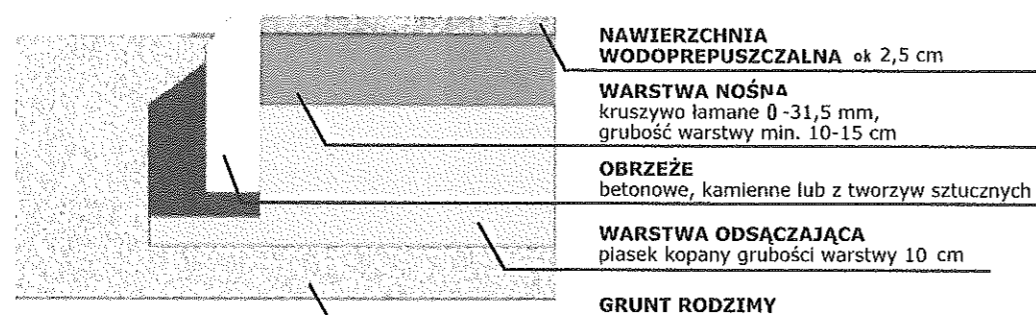 NAWIERZCHNIA
WODOPREPUSZCZALNA ok 2,5 cm
WARSTWA NOŚNA
kruszywo łamane 0 -31,5 mm,
grubość warstwy min. 10-15 cm
OBRZEŻE
betonowe, kamienne lub z tworzyw sztucznych
WARSTWA ODSĄCZAJĄCA
piasek kopany grubości warstwy 10 cm
GRUNT RODZIMY